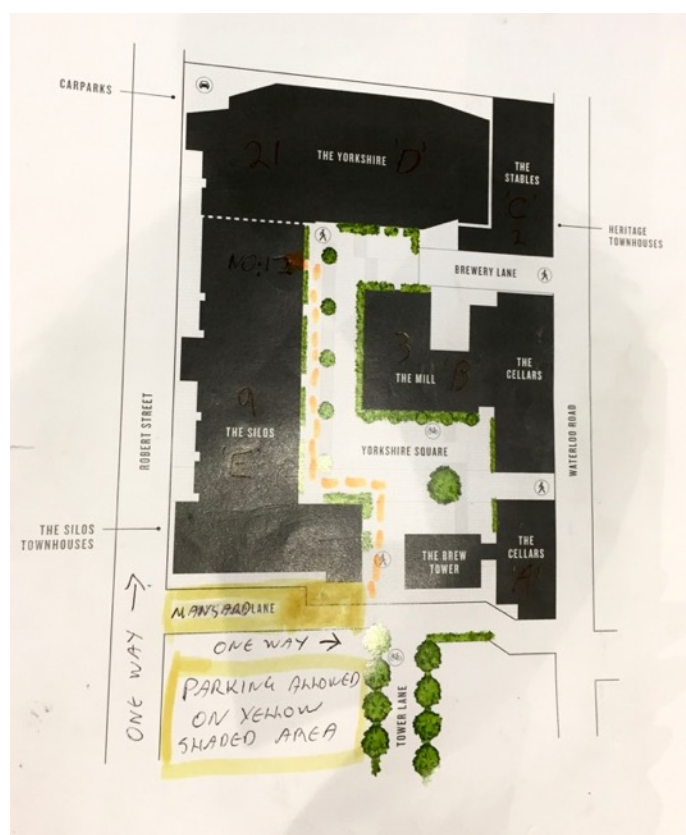 CARPARKS
21
THE YORKSHIRE
'D'
THE
STABLES
'C'
2
HERITAGE
TOWNHOUSES
NO:12
BREWERY LANE
3
THE MILL
'B'
THE
CELLARS
9
THE SILOS
E
ROBERT STREET
YORKSHIRE SQUARE
WATERLOO ROAD
THE SILOS
TOWNHOUSES
THE BREW
TOWER
THE
CELLARS
'A'
MANSARD LANE
ONE WAY →
ONE WAY →
PARKING ALLOWED
ON YELLOW
SHADED AREA
TOWER LANE